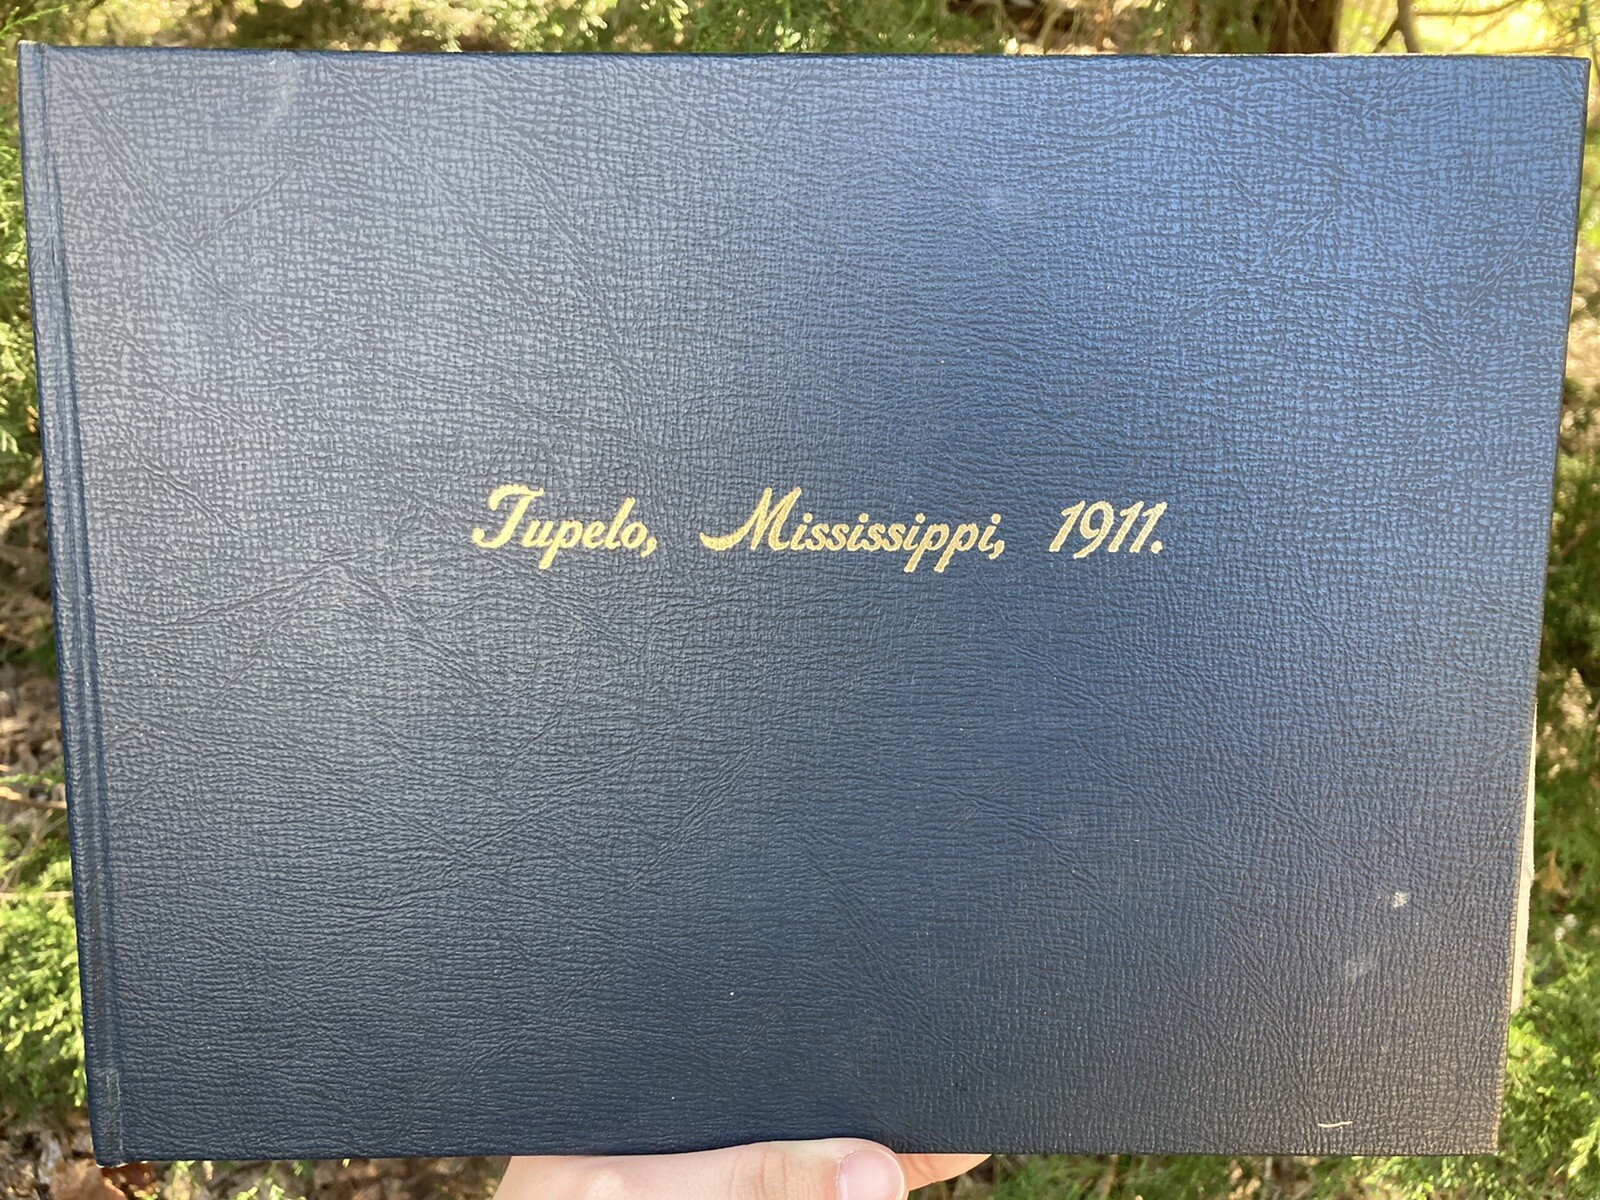 Tupelo, Mississippi, 1911.